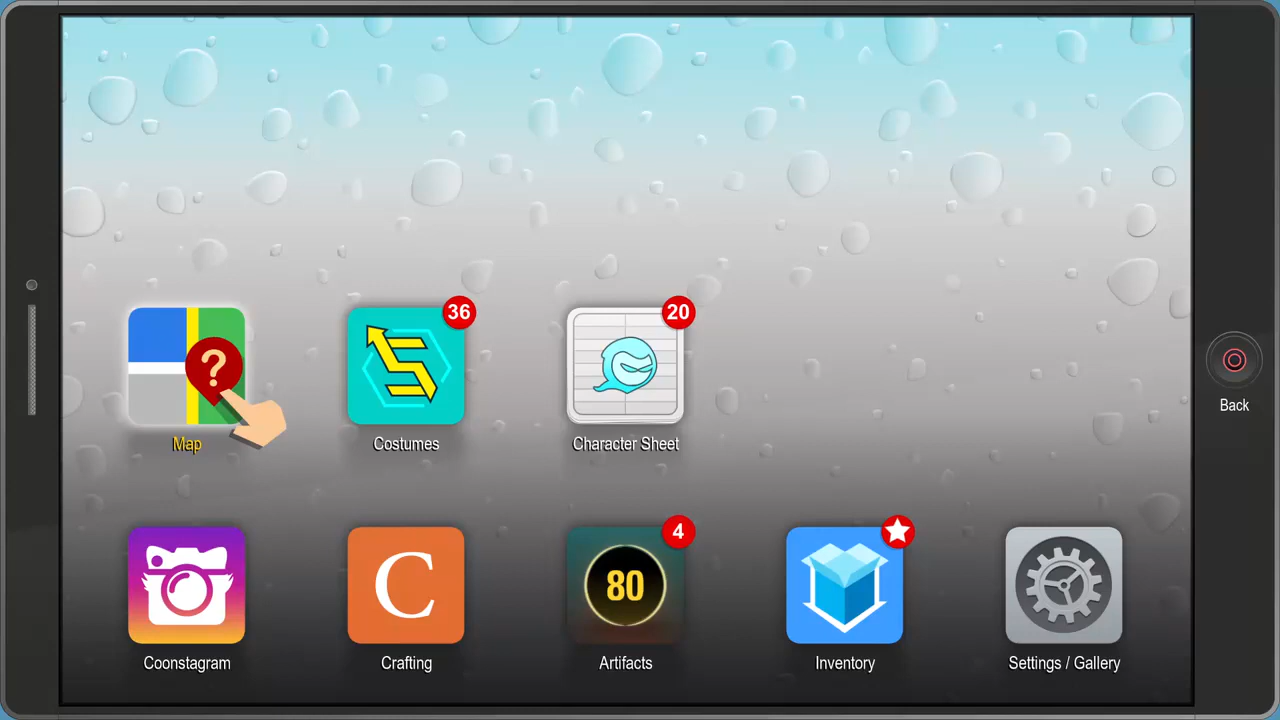 36
20
?
Map
Costumes
Character Sheet
Back
4
C
80
Coonstagram
Crafting
Artifacts
Inventory
Settings / Gallery